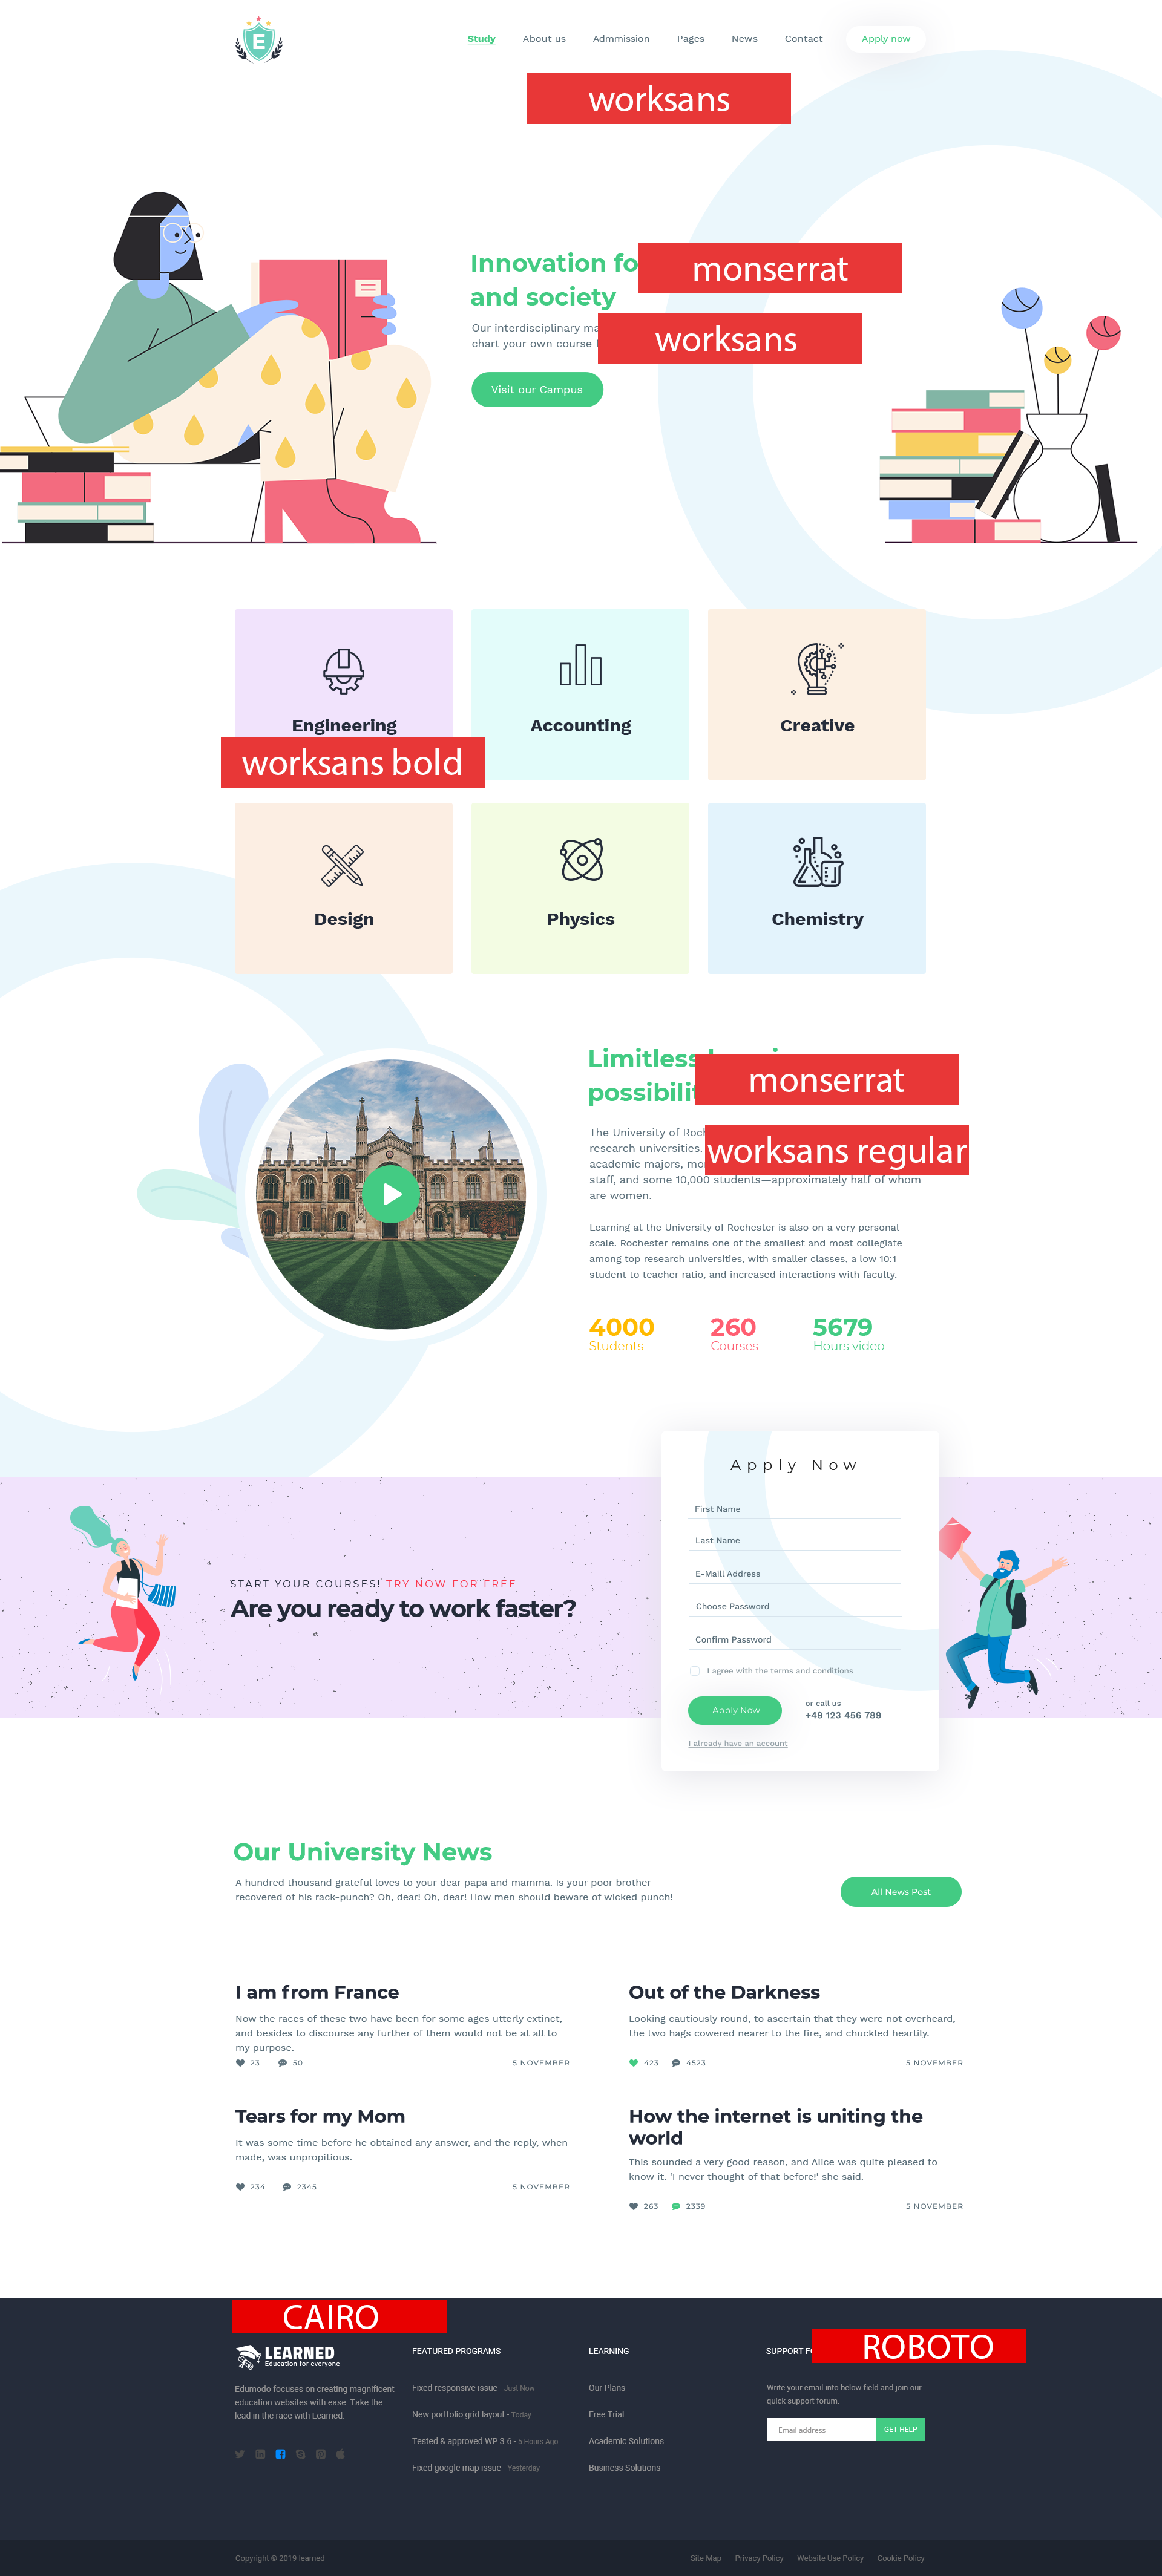 E
Study About us Admmission Pages News Contact Apply now
worksans
Innovation fo
monserrat
and society
Our interdisciplinary
worksans
chart your own course
Visit our Campus
Engineering Accounting Creative
worksans bold
Design Physics Chemistry
Limitless
monserrat
The University of
worksans regular
research universities.
academic majors,
staff, and some 10,000 students—approximately half of whom
are women.
Learning at the University of Rochester is also on a very personal
scale. Rochester remains one of the smallest and most collegiate
among top research universities, with smaller classes, a low 10:1
student to teacher ratio, and increased interactions with faculty.
4000 260 5679
Students Courses Hours video
START YOUR COURSES! TRY NOW FOR FREE
Are you ready to work faster?
Apply Now
First Name
Last Name
E-Maill Address
Choose Password
Confirm Password
I agree with the terms and conditions
Apply Now
or call us
+49 123 456 789
I already have an account
Our University News
A hundred thousand grateful loves to your dear papa and mamma. Is your poor brother
recovered of his rack-punch? Oh, dear! Oh, dear! How men should beware of wicked punch!
All News Post
I am from France
Now the races of these two have been for some ages utterly extinct,
and besides to discourse any further of them would not be at all to
my purpose.
23 50 5 NOVEMBER
Out of the Darkness
Looking cautiously round, to ascertain that they were not overheard,
the two hags cowered nearer to the fire, and chuckled heartily.
423 4523 5 NOVEMBER
Tears for my Mom
It was some time before he obtained any answer, and the reply, when
made, was unpropitious.
234 2345 5 NOVEMBER
How the internet is uniting the
world
This sounded a very good reason, and Alice was quite pleased to
know it. 'I never thought of that before!' she said.
263 2339 5 NOVEMBER
CAIRO
LEARNED
Education for everyone
Edumodo focuses on creating magnificent
education websites with ease. Take the
lead in the race with Learned.
FEATURED PROGRAMS
Fixed responsive issue - Just Now
New portfolio grid layout - Today
Tested & approved WP 3.6 - 5 Hours Ago
Fixed google map issue - Yesterday
LEARNING
Our Plans
Free Trial
Academic Solutions
Business Solutions
SUPPORT
ROBOTO
Write your email into below field and join our
quick support forum.
Email address GET HELP
Copyright © 2019 learned
Site Map Privacy Policy Website Use Policy Cookie Policy